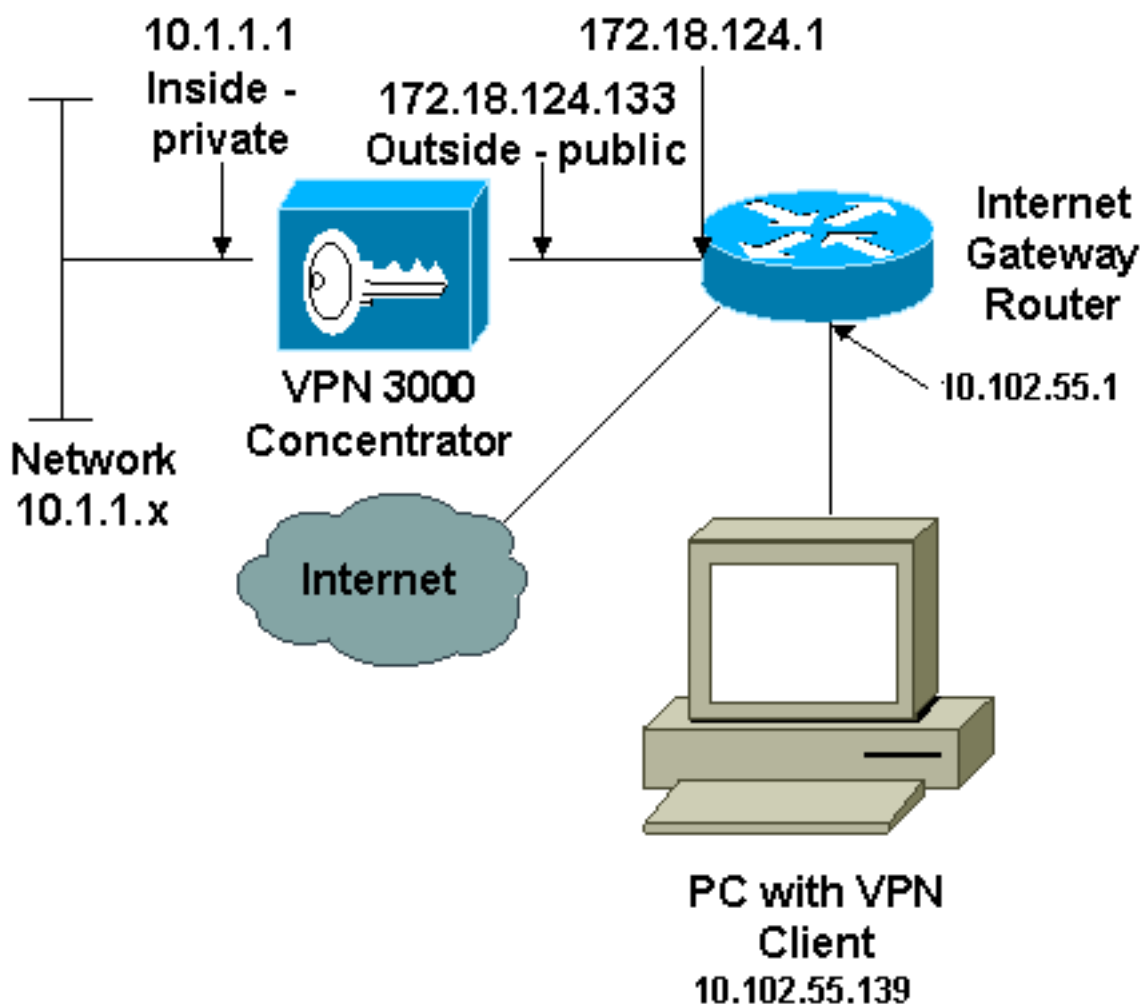 10.1.1.1
Inside -
private
172.18.124.133
Outside - public
172.18.124.1
Internet
Gateway
Router
10.102.55.1
VPN 3000
Concentrator
Network
10.1.1.x
Internet
PC with VPN
Client
10.102.55.139